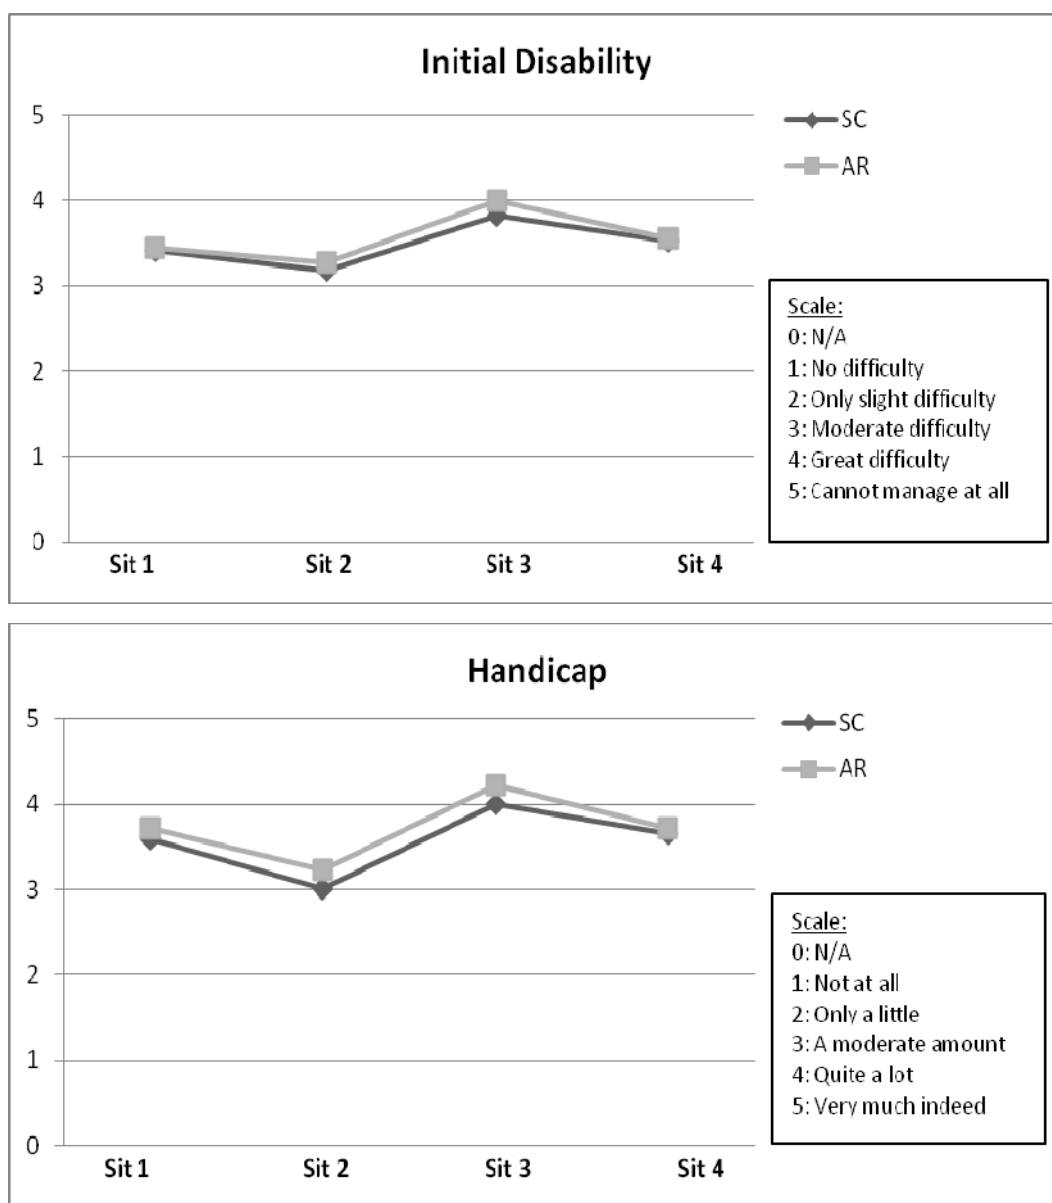 Initial Disability
5
4
3
2
1
0
Sit 1 Sit 2 Sit 3 Sit 4
SC
AR
Scale:
0: N/A
1: No difficulty
2: Only slight difficulty
3: Moderate difficulty
4: Great difficulty
5: Cannot manage at all
Handicap
5
4
3
2
1
0
Sit 1 Sit 2 Sit 3 Sit 4
SC
AR
Scale:
0: N/A
1: Not at all
2: Only a little
3: A moderate amount
4: Quite a lot
5: Very much indeed